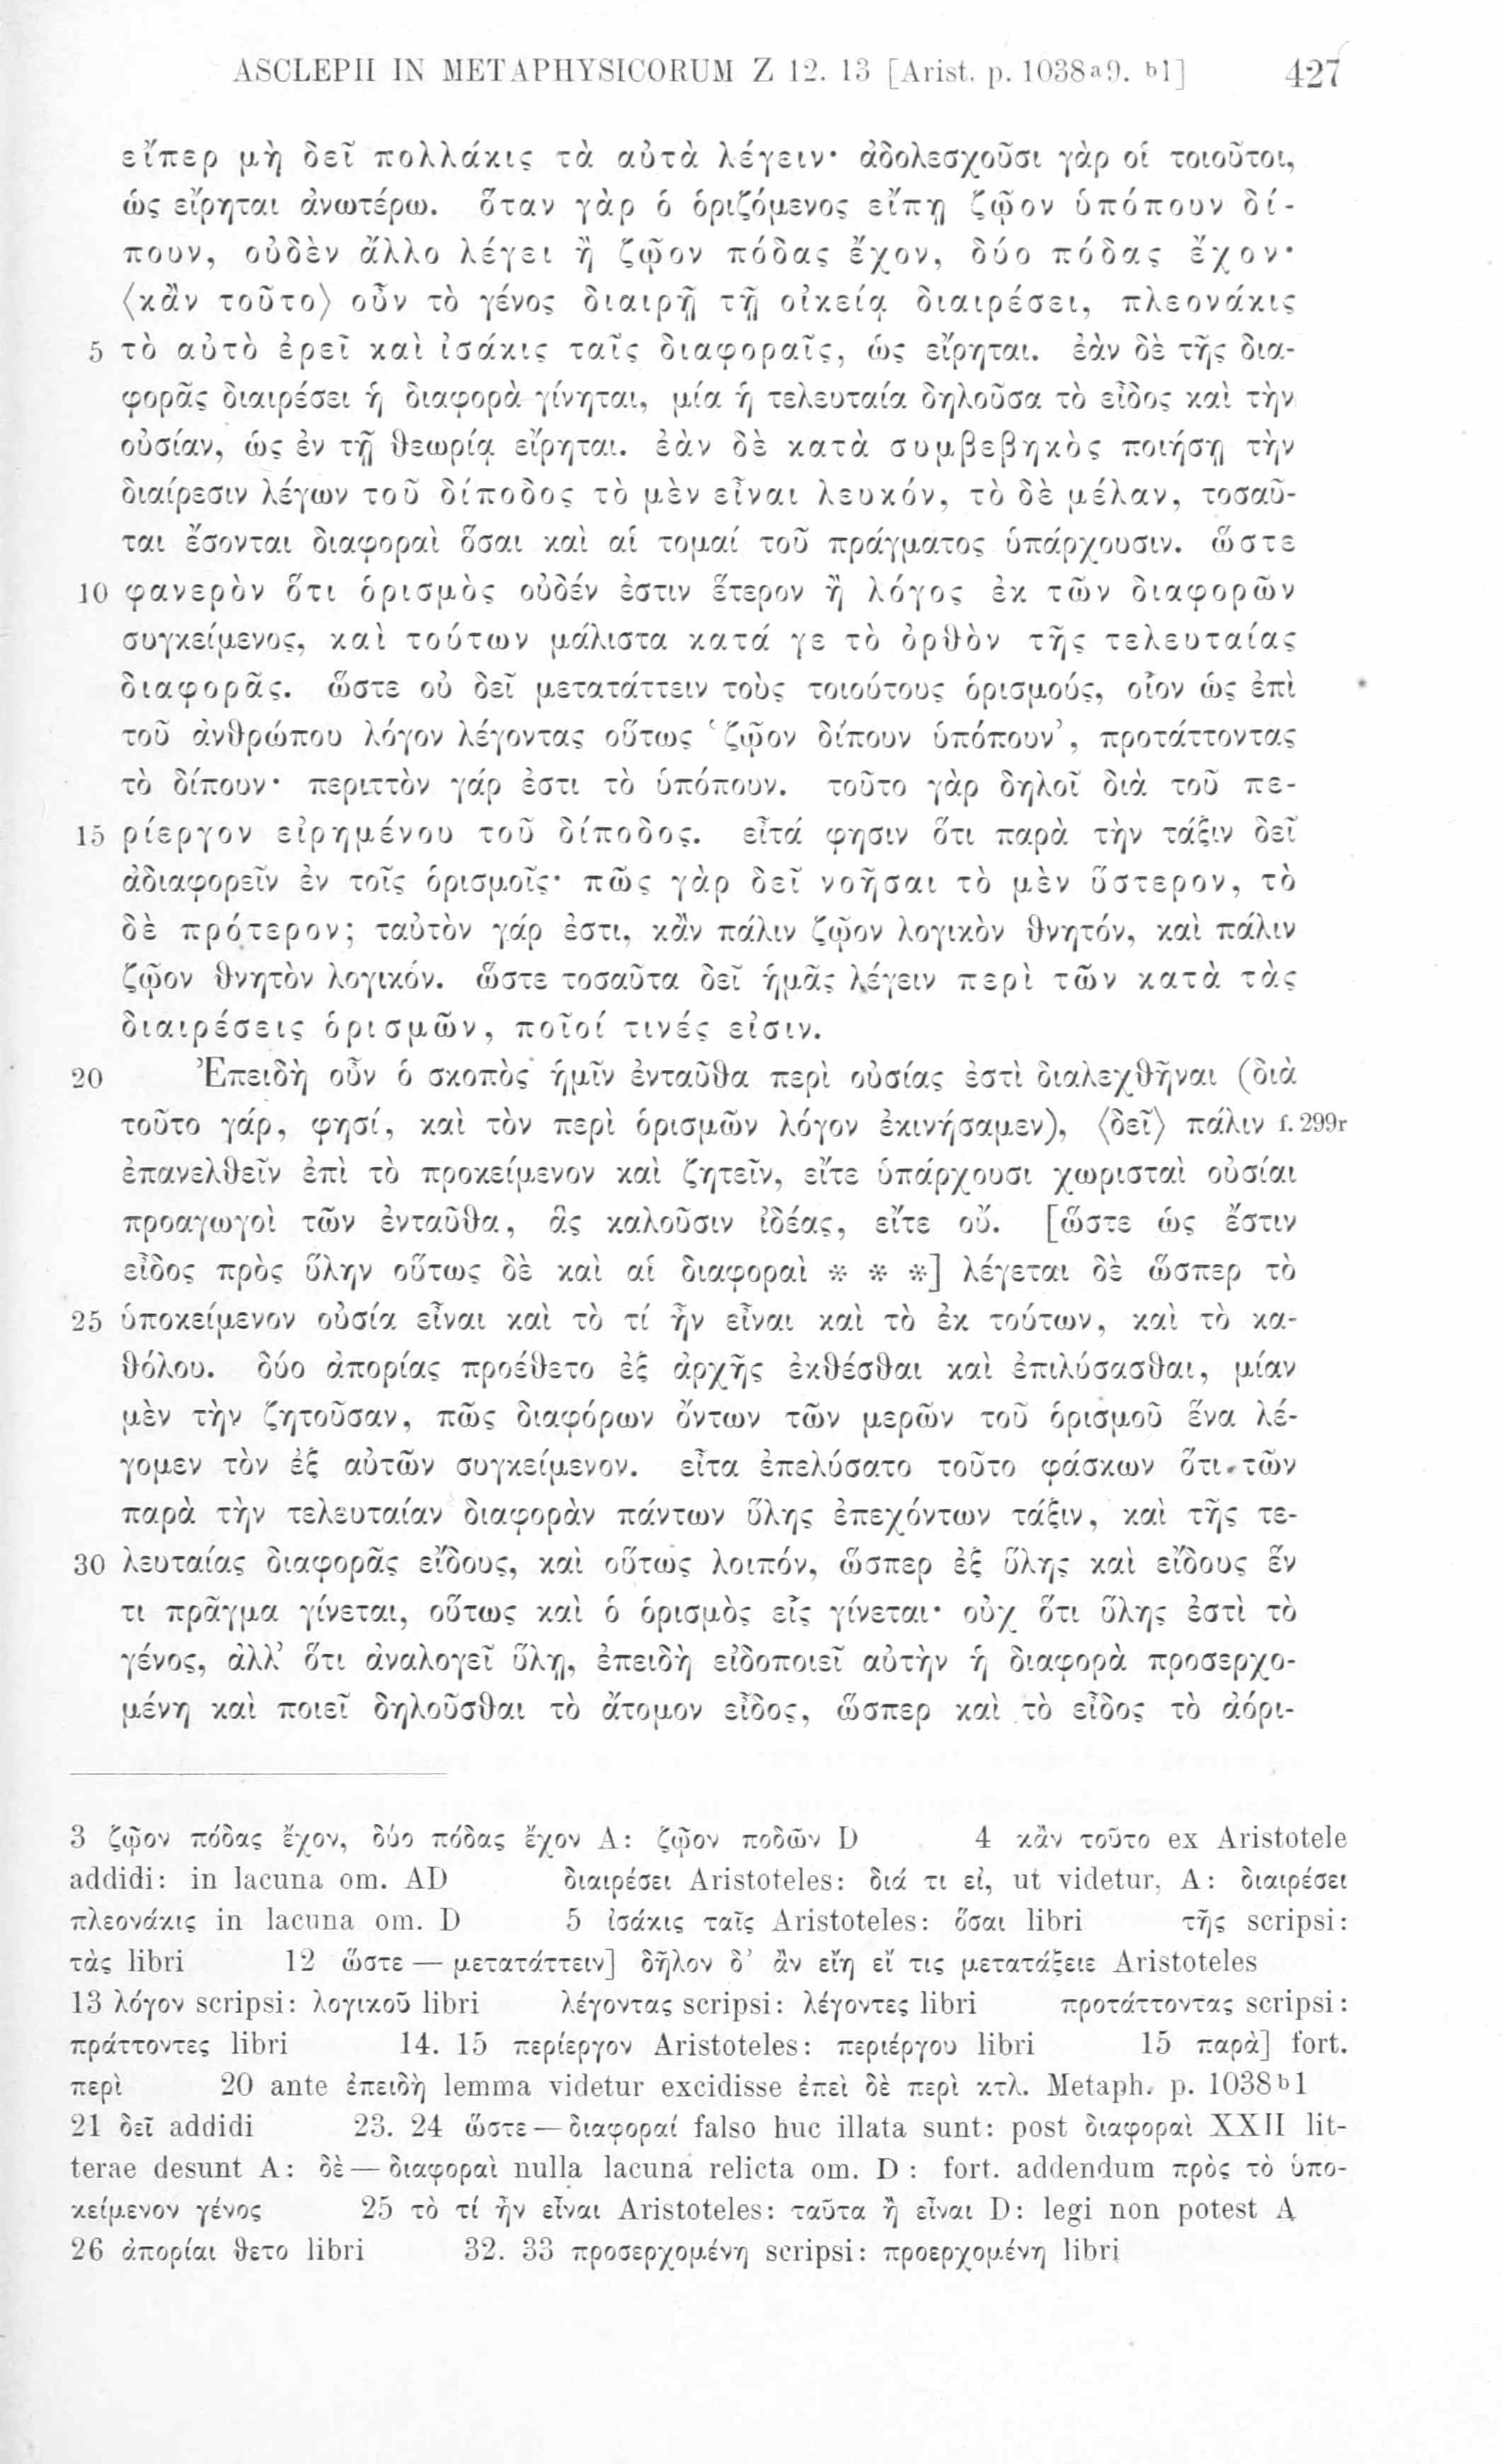 ASCLEPII IN METAPHYSICORUM Z 12. 13 [Arist. p. 1038a9. b1] 427
εἴπερ μὴ δεῖ πολλάκις τὰ αὐτὰ λέγειν· ἀδολεσχοῦσι γὰρ οἱ τοιοῦτοι,
ὡς εἴρηται ἀνωτέρω. ὅταν γὰρ ὁ ὁριζόμενος εἴπῃ ζῷον ὑπόπουν δί-
πουν, οὐδὲν ἄλλο λέγει ἢ ζῷον πόδας ἔχον, δύο πόδας ἔχον·
⟨κἂν τοῦτο⟩ οὖν τὸ γένος διαιρῇ τῇ οἰκείᾳ διαιρέσει, πλεονάκις
5 τὸ αὐτὸ ἐρεῖ καὶ ἰσάκις ταῖς διαφοραῖς, ὡς εἴρηται. ἐὰν δὲ τῆς δια-
φορᾶς διαιρέσει ἡ διαφορὰ γίνηται, μία ἡ τελευταία δηλοῦσα τὸ εἶδος καὶ τὴν
οὐσίαν, ὡς ἐν τῇ θεωρίᾳ εἴρηται. ἐὰν δὲ κατὰ συμβεβηκὸς ποιήσῃ τὴν
διαίρεσιν λέγων τοῦ δίποδος τὸ μὲν εἶναι λευκόν, τὸ δὲ μέλαν, τοσαῦ-
ται ἔσονται διαφοραὶ ὅσαι καὶ αἱ τομαί τοῦ πράγματος ὑπάρχουσιν. ὥστε
10 φανερὸν ὅτι ὁρισμὸς οὐδέν ἐστιν ἕτερον ἢ λόγος ἐκ τῶν διαφορῶν
συγκείμενος, καὶ τούτων μάλιστα κατά γε τὸ ὀρθὸν τῆς τελευταίας
διαφορᾶς. ὥστε οὐ δεῖ μετατάττειν τοὺς τοιούτους ὁρισμούς, οἷον ὡς ἐπὶ
τοῦ ἀνθρώπου λόγον λέγοντας οὕτως ‘ζῷον δίπουν ὑπόπουν’, προτάττοντας
τὸ δίπουν· περιττὸν γάρ ἐστι τὸ ὑπόπουν. τοῦτο γὰρ δηλοῖ διὰ τοῦ πε-
15 ρίεργον εἰρημένου τοῦ δίποδος. εἶτά φησιν ὅτι παρὰ τὴν τάξιν δεῖ
ἀδιαφορεῖν ἐν τοῖς ὁρισμοῖς· πῶς γὰρ δεῖ νοῆσαι τὸ μὲν ὕστερον, τὸ
δὲ πρότερον; ταὐτὸν γάρ ἐστι, κἂν πάλιν ζῷον λογικὸν θνητόν, καὶ πάλιν
ζῷον θνητὸν λογικόν. ὥστε τοσαῦτα δεῖ ἡμᾶς λέγειν περὶ τῶν κατὰ τὰς
διαιρέσεις ὁρισμῶν, ποῖοί τινές εἰσιν.
20 Ἐπειδὴ οὖν ὁ σκοπὸς ἡμῖν ἐνταῦθα περὶ οὐσίας ἐστὶ διαλεχθῆναι (διὰ
τοῦτο γάρ, φησί, καὶ τὸν περὶ ὁρισμῶν λόγον ἐκινήσαμεν), ⟨δεῖ⟩ πάλιν f. 299r
ἐπανελθεῖν ἐπὶ τὸ προκείμενον καὶ ζητεῖν, εἴτε ὑπάρχουσι χωρισταὶ οὐσίαι
προαγωγοὶ τῶν ἐνταῦθα, ἃς καλοῦσιν ἰδέας, εἴτε οὔ. [ὥστε ὡς ἔστιν
εἶδος πρὸς ὕλην οὕτως δὲ καὶ αἱ διαφοραὶ * * *] λέγεται δὲ ὥσπερ τὸ
25 ὑποκείμενον οὐσία εἶναι καὶ τὸ τί ἦν εἶναι καὶ τὸ ἐκ τούτων, καὶ τὸ κα-
θόλου. δύο ἀπορίας προέθετο ἐξ ἀρχῆς ἐκθέσθαι καὶ ἐπιλύσασθαι, μίαν
μὲν τὴν ζητοῦσαν, πῶς διαφόρων ὄντων τῶν μερῶν τοῦ ὁρισμοῦ ἕνα λέ-
γομεν τὸν ἐξ αὐτῶν συγκείμενον. εἶτα ἐπελύσατο τοῦτο φάσκων ὅτι τῶν
παρὰ τὴν τελευταίαν διαφορὰν πάντων ὕλης ἐπεχόντων τάξιν, καὶ τῆς τε-
30 λευταίας διαφορᾶς εἴδους, καὶ οὕτως λοιπόν, ὥσπερ ἐξ ὕλης καὶ εἴδους ἕν
τι πρᾶγμα γίνεται, οὕτως καὶ ὁ ὁρισμὸς εἷς γίνεται· οὐχ ὅτι ὕλης ἐστὶ τὸ
γένος, ἀλλ’ ὅτι ἀναλογεῖ ὕλῃ, ἐπειδὴ εἰδοποιεῖ αὐτὴν ἡ διαφορὰ προσερχο-
μένη καὶ ποιεῖ δηλοῦσθαι τὸ ἄτομον εἶδος, ὥσπερ καὶ τὸ εἶδος τὸ ἀόρι-
3 ζῷον πόδας ἔχον, δύο πόδας ἔχον A: ζῷον ποδῶν D 4 κἂν τοῦτο ex Aristotele
addidi: in lacuna om. AD διαιρέσει Aristoteles: διά τι εἰ, ut videtur, A: διαιρέσει
πλεονάκις in lacuna om. D 5 ἰσάκις ταῖς Aristoteles: ὅσαι libri τῆς scripsi:
τὰς libri 12 ὥστε — μετατάττειν] δῆλον δ’ ἂν εἴη εἴ τις μετατάξειε Aristoteles
13 λόγον scripsi: λογικοῦ libri λέγοντας scripsi: λέγοντες libri προτάττοντας scripsi:
πράττοντες libri 14. 15 περίεργον Aristoteles: περιέργου libri 15 παρὰ] fort.
περὶ 20 ante ἐπειδὴ lemma videtur excidisse ἐπεὶ δὲ περὶ κτλ. Metaph. p. 1038b1
21 δεῖ addidi 23. 24 ὥστε — διαφοραί falso huc illata sunt: post διαφοραὶ XXII lit-
terae desunt A: δὲ — διαφοραὶ nulla lacuna relicta om. D: fort. addendum πρὸς τὸ ὑπο-
κείμενον γένος 25 τὸ τί ἦν εἶναι Aristoteles: ταῦτα ἢ εἶναι D: legi non potest A
26 ἀπορίαι θετο libri 32. 33 προσερχομένη scripsi: προερχομένη libri